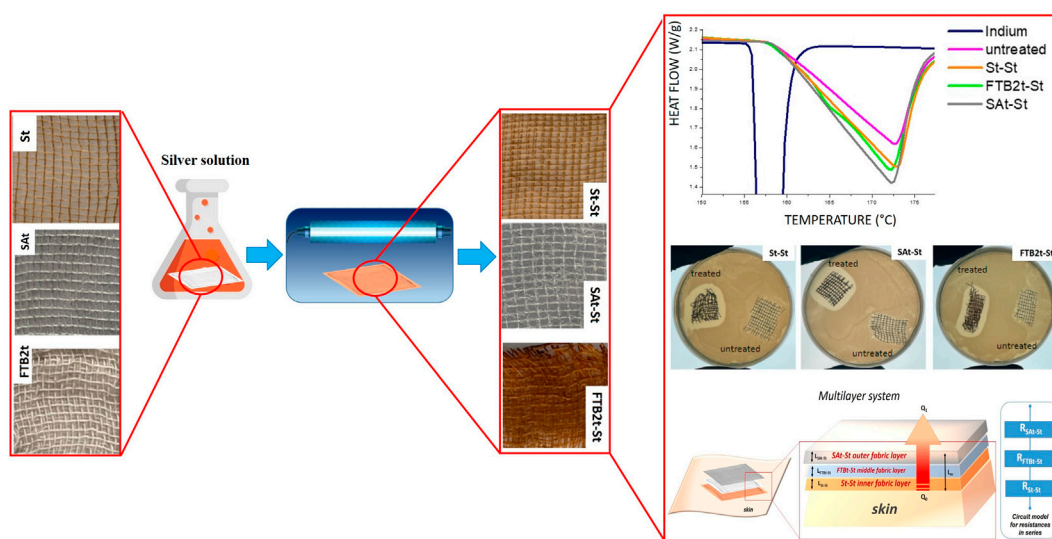 St
SAt
FTB2t
Silver solution
St-St
SAt-St
FTB2t-St
HEAT FLOW (W/g)
2.2
2.1
2.0
1.9
1.8
1.7
1.6
1.5
1.4
150
155
160
165
170
175
TEMPERATURE (°C)
Indium
untreated
St-St
FTB2t-St
SAt-St
St-St
treated
untreated
SAt-St
treated
untreated
FTB2t-St
treated
untreated
Multilayer system
skin
SAt-St outer fabric layer
FTBt-St middle fabric layer
St-St inner fabric layer
skin
R SAt-St
R FTBt-St
R St-St
Circuit model
for resistances
in series